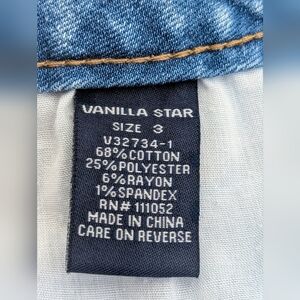 VANILLA STAR
SIZE 3
V32734-1
68%COTTON
25%POLYESTER
6%RAYON
1%SPANDEX
RN# 111052
MADE IN CHINA
CARE ON REVERSE